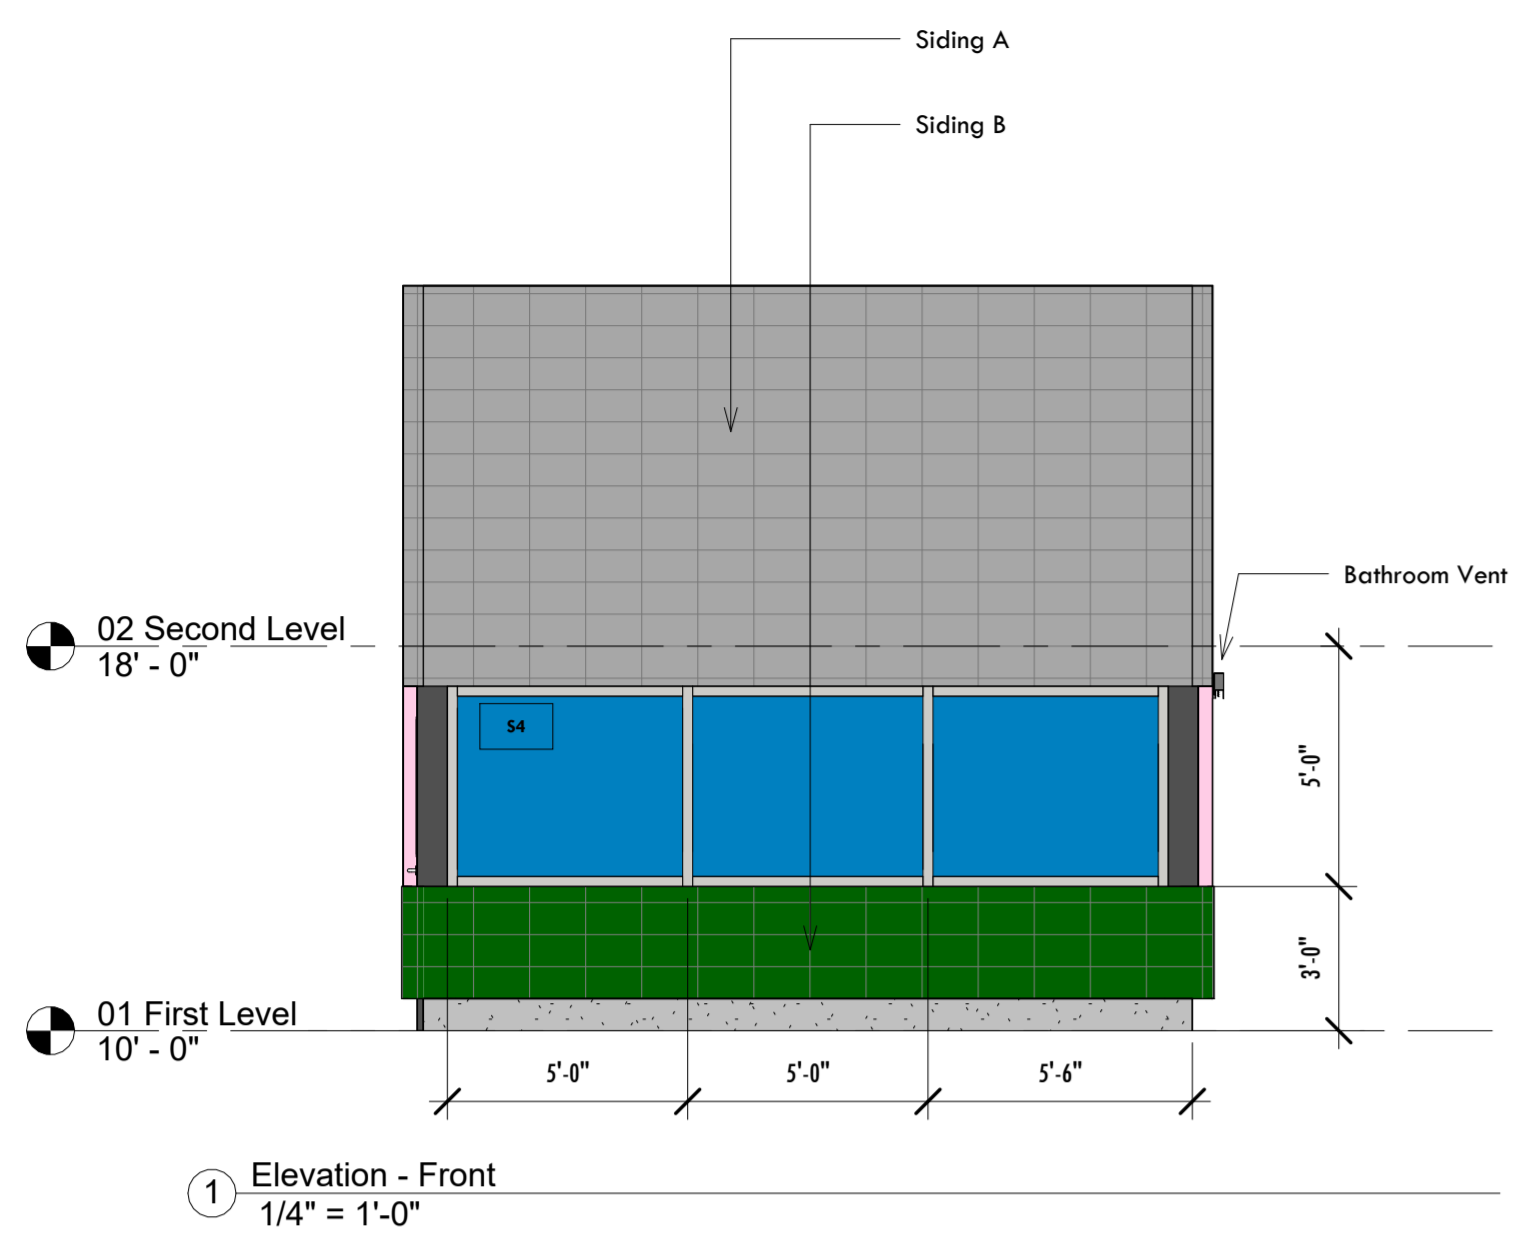 Siding A
Siding B
Bathroom Vent
02 Second Level
18' - 0"
S4
5'-0"
3'-0"
01 First Level
10' - 0"
5'-0"
5'-0"
5'-6"
1
Elevation - Front
1/4" = 1'-0"